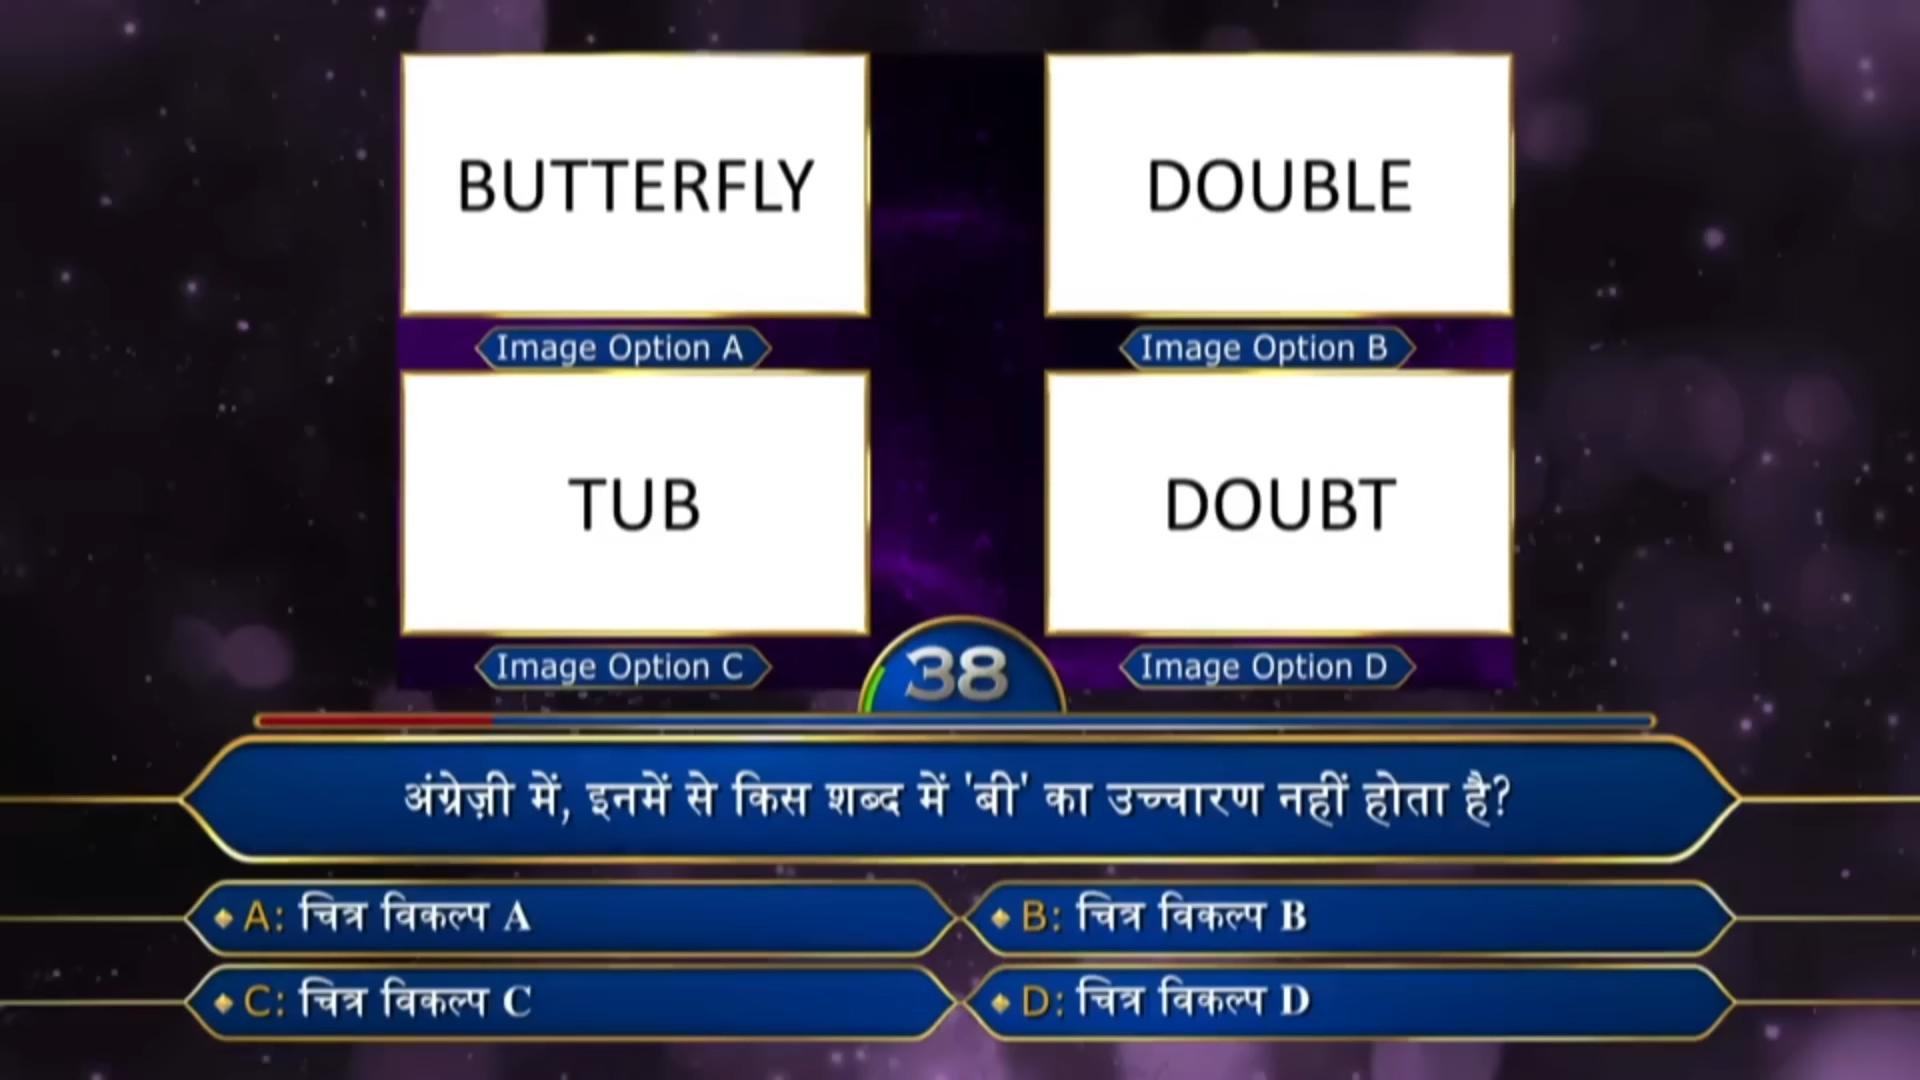 BUTTERFLY
DOUBLE
Image Option A
Image Option B
TUB
DOUBT
Image Option C
38
Image Option D
अंग्रेज़ी में, इनमें से किस शब्द में 'बी' का उच्चारण नहीं होता है?
A: चित्र विकल्प A
B: चित्र विकल्प B
C: चित्र विकल्प C
D: चित्र विकल्प D